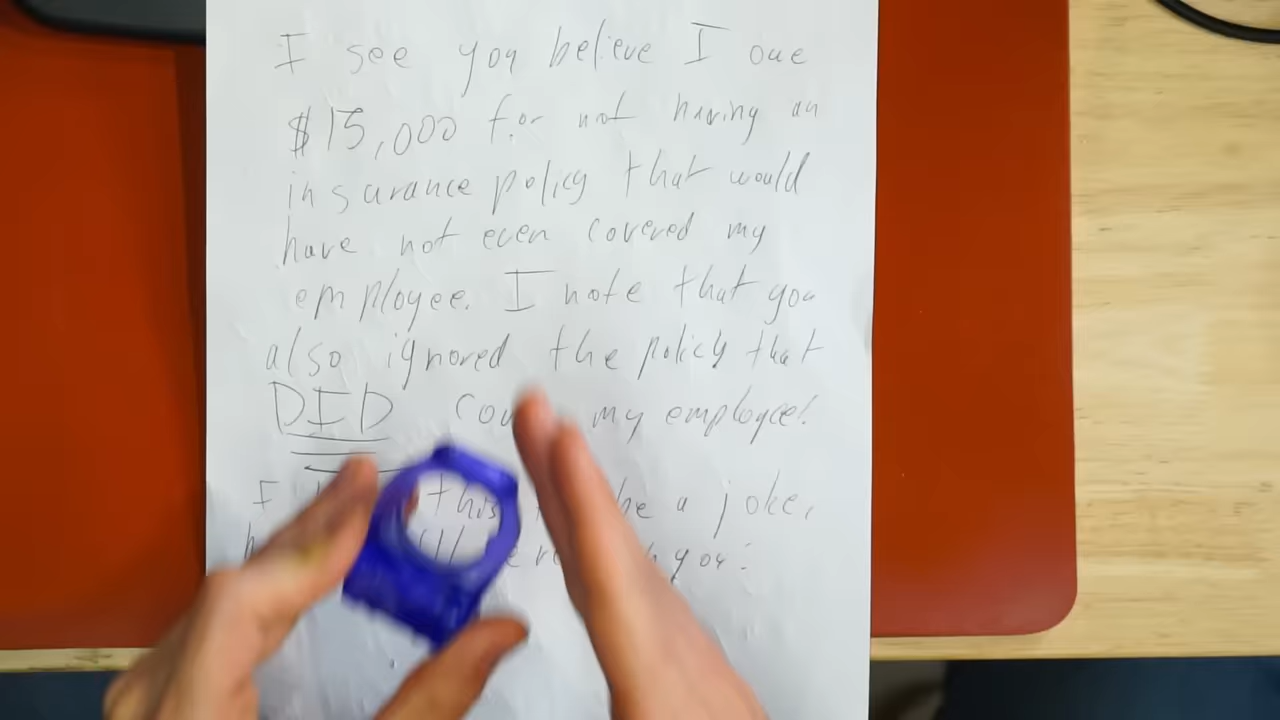 I see you believe I owe
$15,000 for not having an
insurance policy that would
have not even covered my
employee. I note that you
also ignored the policy that
DID my employee!
I this be a joke,
you: